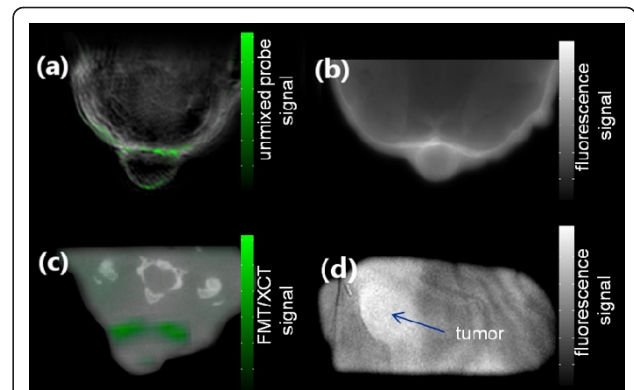 (a)
unmixed probe
signal
(b)
fluorescence
signal
(c)
FMT/XCT
signal
(d)
tumor
fluorescence
signal